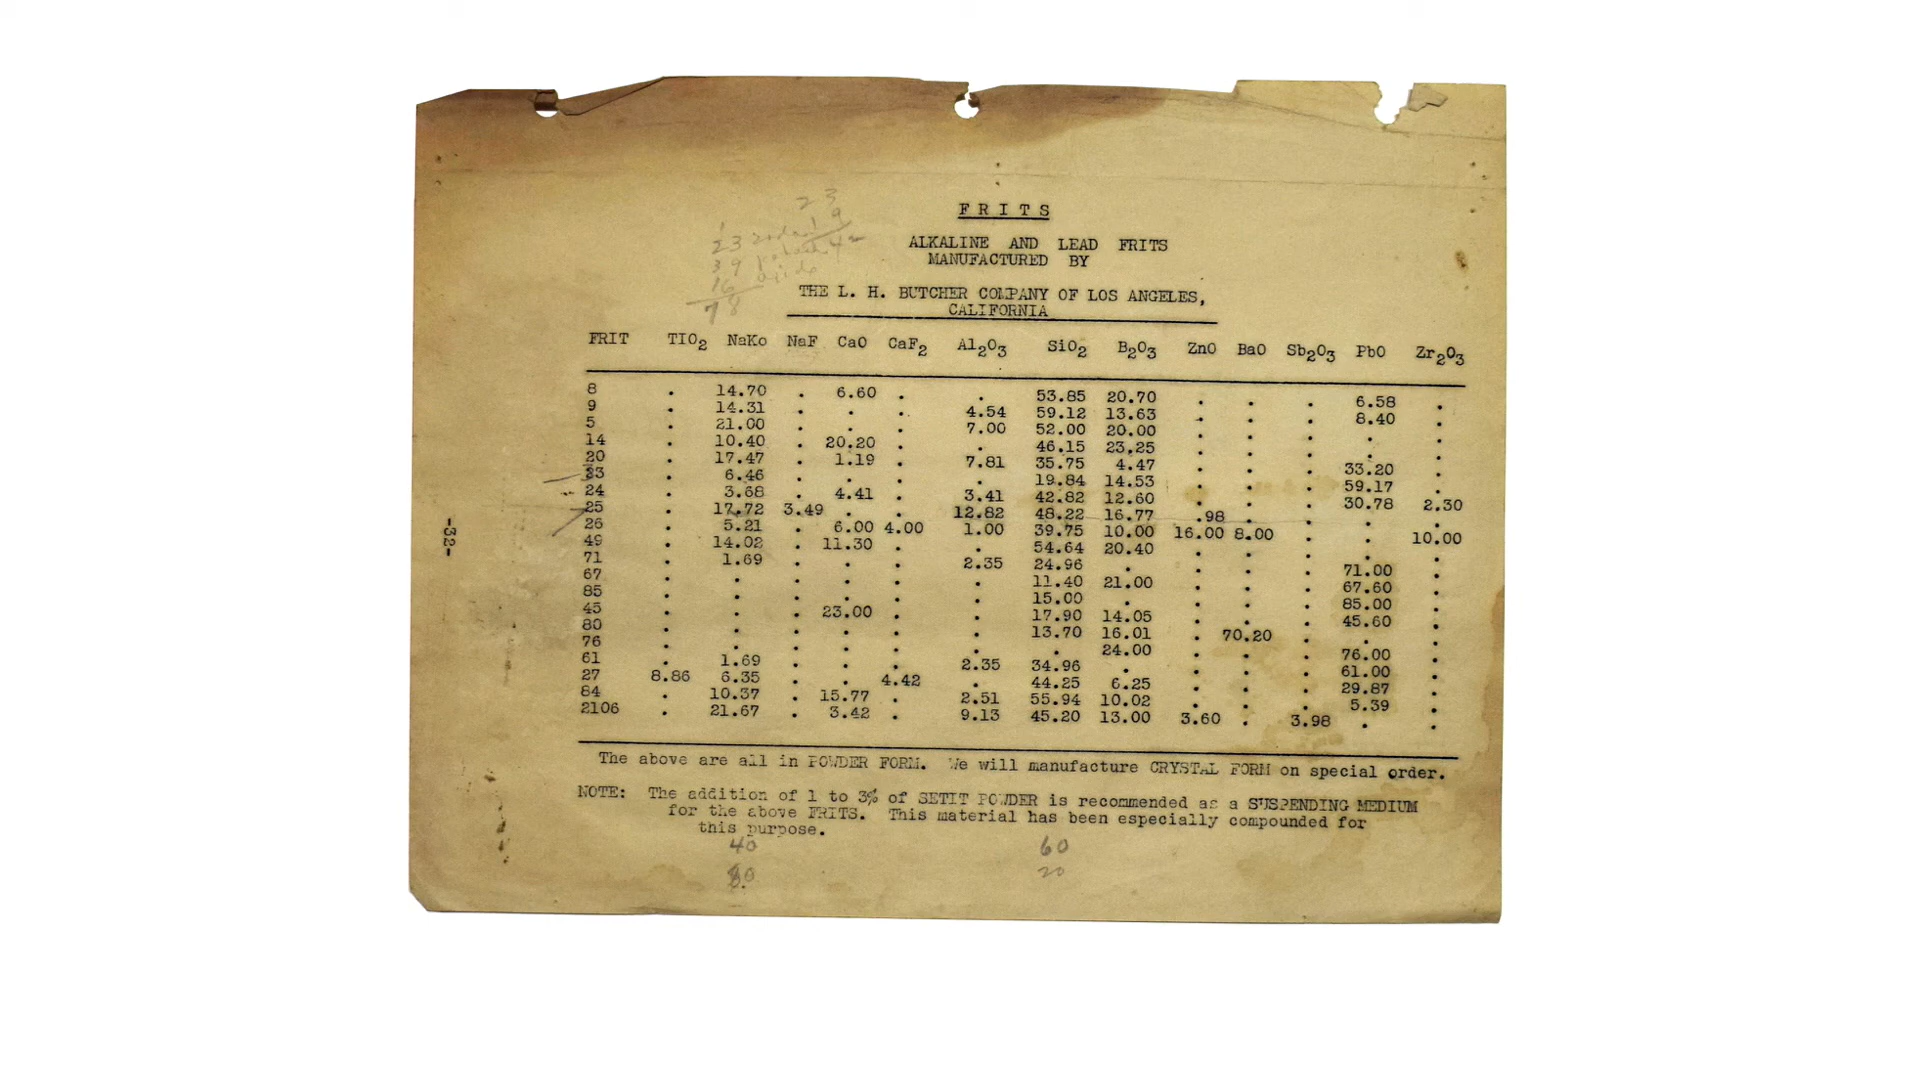 23
19
42
FRITS
23 soda
39
16 oxide
78
ALKALINE AND LEAD FRITS
MANUFACTURED BY
THE L. H. BUTCHER COMPANY OF LOS ANGELES,
CALIFORNIA
FRIT TIO2 NaKo NaF CaO CaF2 Al2O3 SiO2 B2O3 ZnO BaO Sb2O3 PbO Zr2O3
8 . 14.70 . 6.60 . . 53.85 20.70 . . . 6.58 .
9 . 14.31 . . . 4.54 59.12 13.63 . . . 8.40 .
5 . 21.00 . . . 7.00 52.00 20.00 . . . . .
14 . 10.40 . 20.20 . . 46.15 23.25 . . . . .
20 . 17.47 . 1.19 . 7.81 35.75 4.47 . . . 33.20 .
23 . 6.46 . . . . 19.84 14.53 . . . 59.17 .
24 . 3.68 . 4.41 . 3.41 42.82 12.60 . . . 30.78 2.30
25 . 17.72 3.49 . . 12.82 48.22 16.77 .98 . . . .
26 . 5.21 . 6.00 4.00 1.00 39.75 10.00 16.00 8.00 . . 10.00
49 . 14.02 . 11.30 . . 54.64 20.40 . . . . .
71 . 1.69 . . . 2.35 24.96 . . . . 71.00 .
67 . . . . . . 11.40 21.00 . . . 67.60 .
85 . . . . . . 15.00 . . . . 85.00 .
45 . . . 23.00 . . 17.90 14.05 . . . 45.60 .
80 . . . . . . 13.70 16.01 . 70.20 . . .
76 . . . . . . . 24.00 . . . 76.00 .
61 . 1.69 . . . 2.35 34.96 . . . . 61.00 .
27 8.86 6.35 . . 4.42 . 44.25 6.25 . . . 29.87 .
84 . 10.37 . 15.77 . 2.51 55.94 10.02 . . . 5.39 .
2106 . 21.67 . 3.42 . 9.13 45.20 13.00 3.60 . 3.98 . .
The above are all in POWDER FORM. We will manufacture CRYSTAL FORM on special order.
NOTE: The addition of 1 to 3% of SETIT POWDER is recommended as a SUSPENDING MEDIUM
for the above FRITS. This material has been especially compounded for
this purpose.
40 60
20
-32-